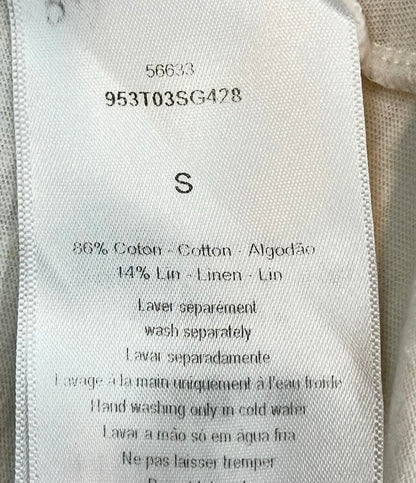 56633
953T03SG428
S
86% Coton - Cotton - Algodão
14% Lin - Linen - Lin
Laver séparément
wash separately
Lavar separadamente
Lavage à la main uniquement à l'eau froide
Hand washing only in cold water
Lavar a mão só em água fria
Ne pas laisser tremper